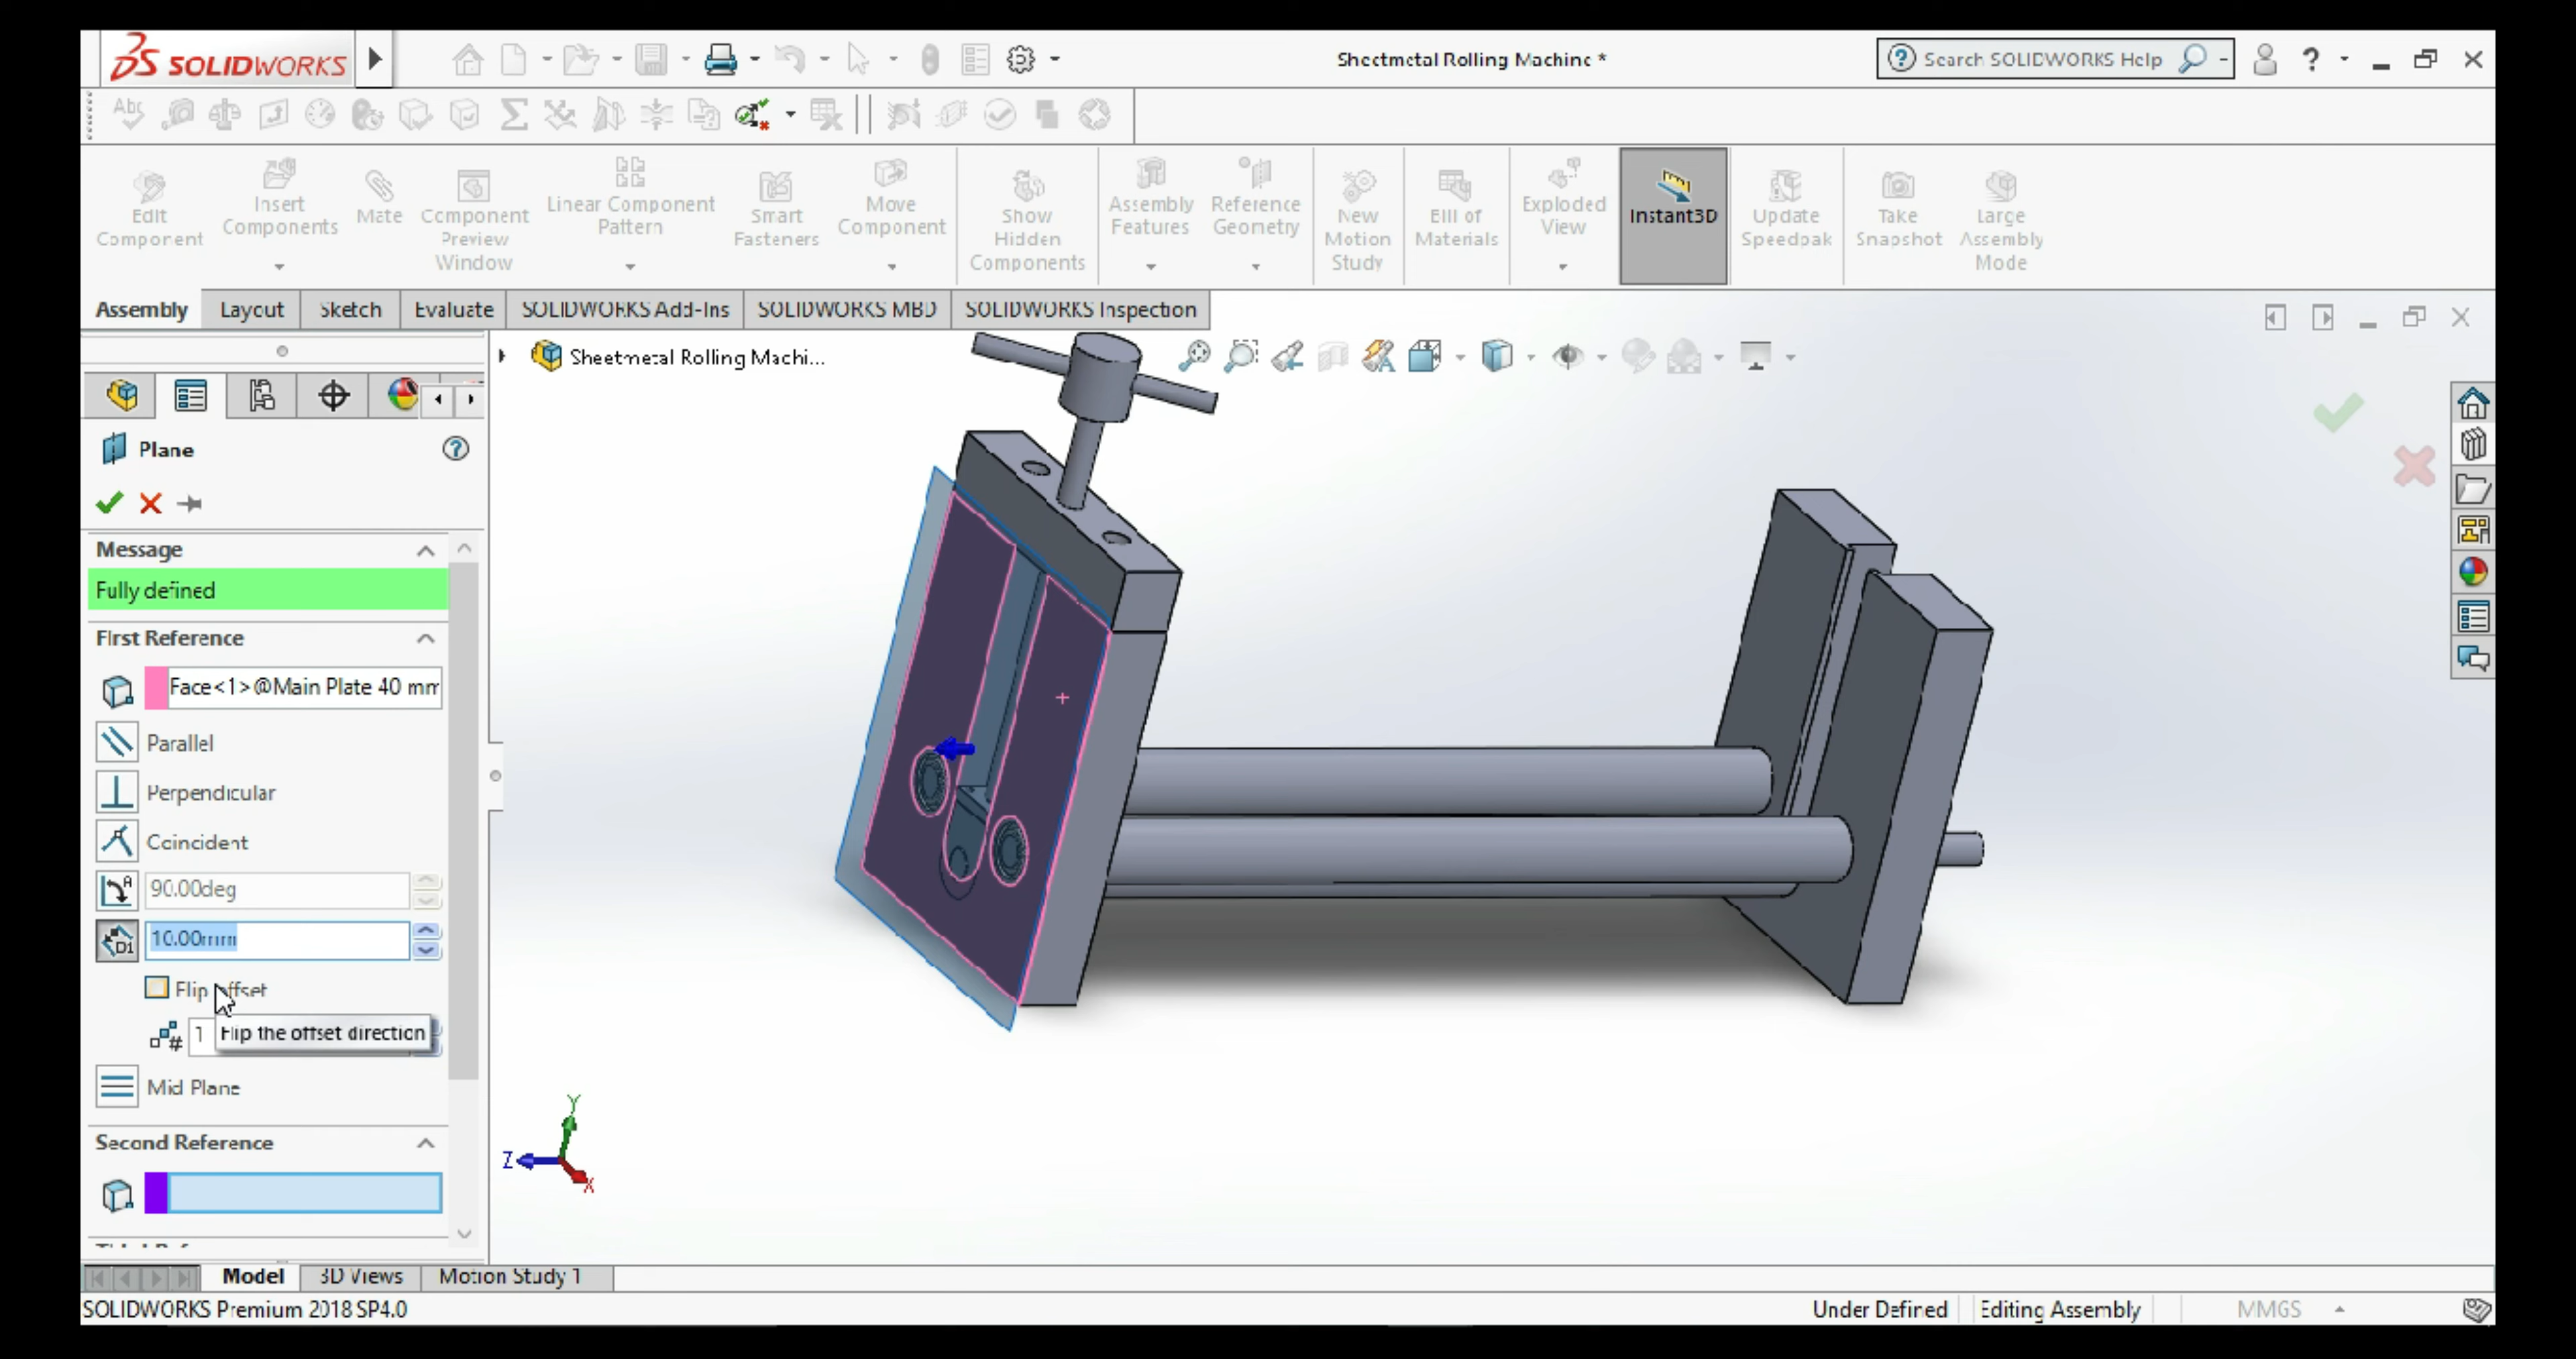 SOLIDWORKS
Sheetmetal Rolling Machine *
Search SOLIDWORKS Help
Edit Component
Insert Components
Mate
Component Preview Window
Linear Component Pattern
Smart Fasteners
Move Component
Show Hidden Components
Assembly Features
Reference Geometry
New Motion Study
Bill of Materials
Exploded View
Instant3D
Update Speedpak
Take Snapshot
Large Assembly Mode
Assembly Layout Sketch Evaluate SOLIDWORKS Add-Ins SOLIDWORKS MBD SOLIDWORKS Inspection
Sheetmetal Rolling Machi...
Plane
Message
Fully defined
First Reference
Face<1>@Main Plate 40 mm
Parallel
Perpendicular
Coincident
90.00deg
10.00mm
Flip offset
1
Flip the offset direction
Mid Plane
Second Reference
Y
Z
X
Model 3D Views Motion Study 1
SOLIDWORKS Premium 2018 SP4.0
Under Defined Editing Assembly MMGS